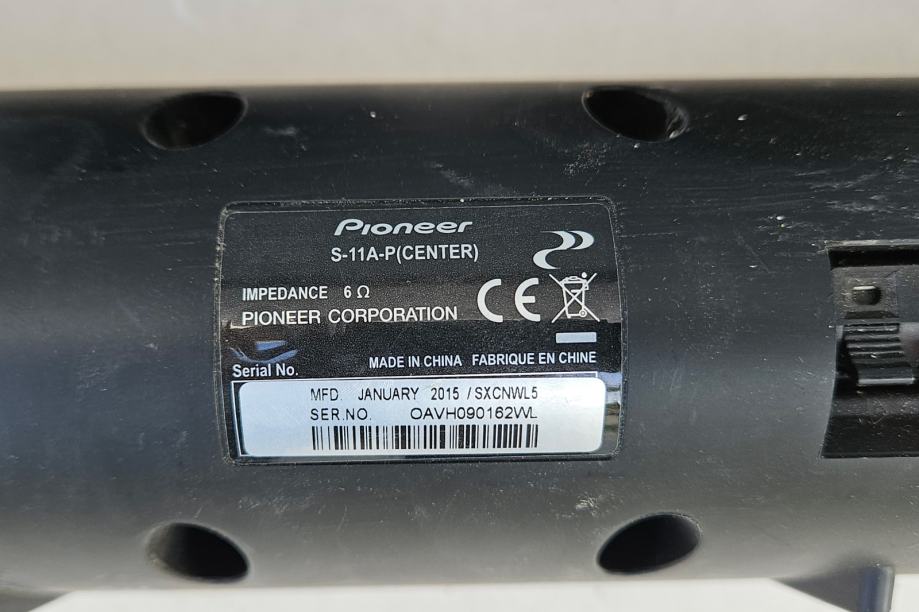 Pioneer
S-11A-P(CENTER)
IMPEDANCE 6 Ω
CE
PIONEER CORPORATION
MADE IN CHINA FABRIQUE EN CHINE
Serial No.
MFD. JANUARY 2015 / SXCNWL5
SER.NO. OAVH090162WL